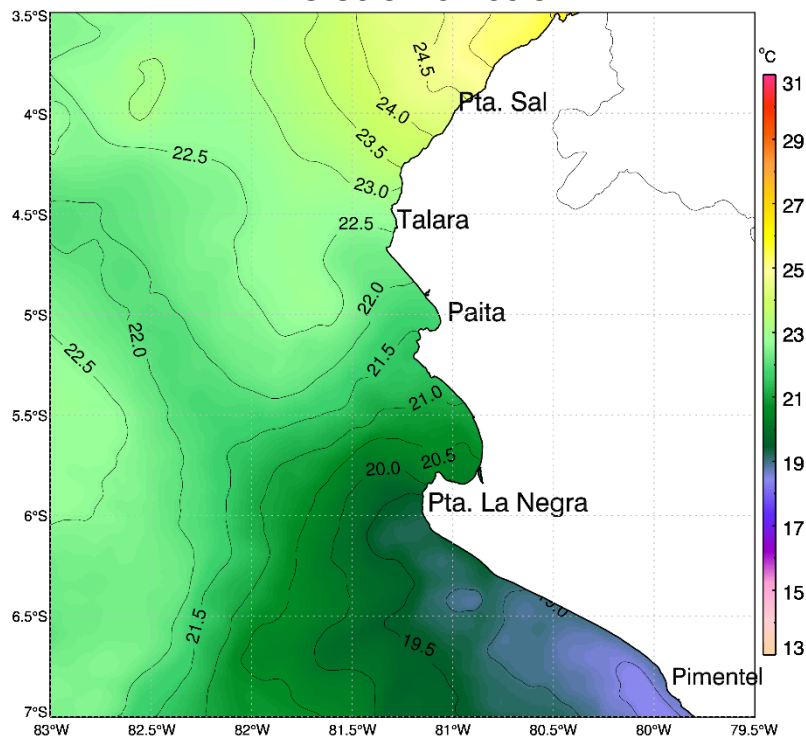 3.5°S
4°S
4.5°S
5°S
5.5°S
6°S
6.5°S
7°S
83°W
82.5°W
82°W
81.5°W
81°W
80.5°W
80°W
79.5°W
°C
31
29
27
25
23
21
19
17
15
13
24.5
Pta. Sal
24.0
23.5
22.5
23.0
22.5
Talara
22.0
Paita
22.0
21.5
22.5
21.0
20.5
20.0
Pta. La Negra
21.5
19.5
Pimentel